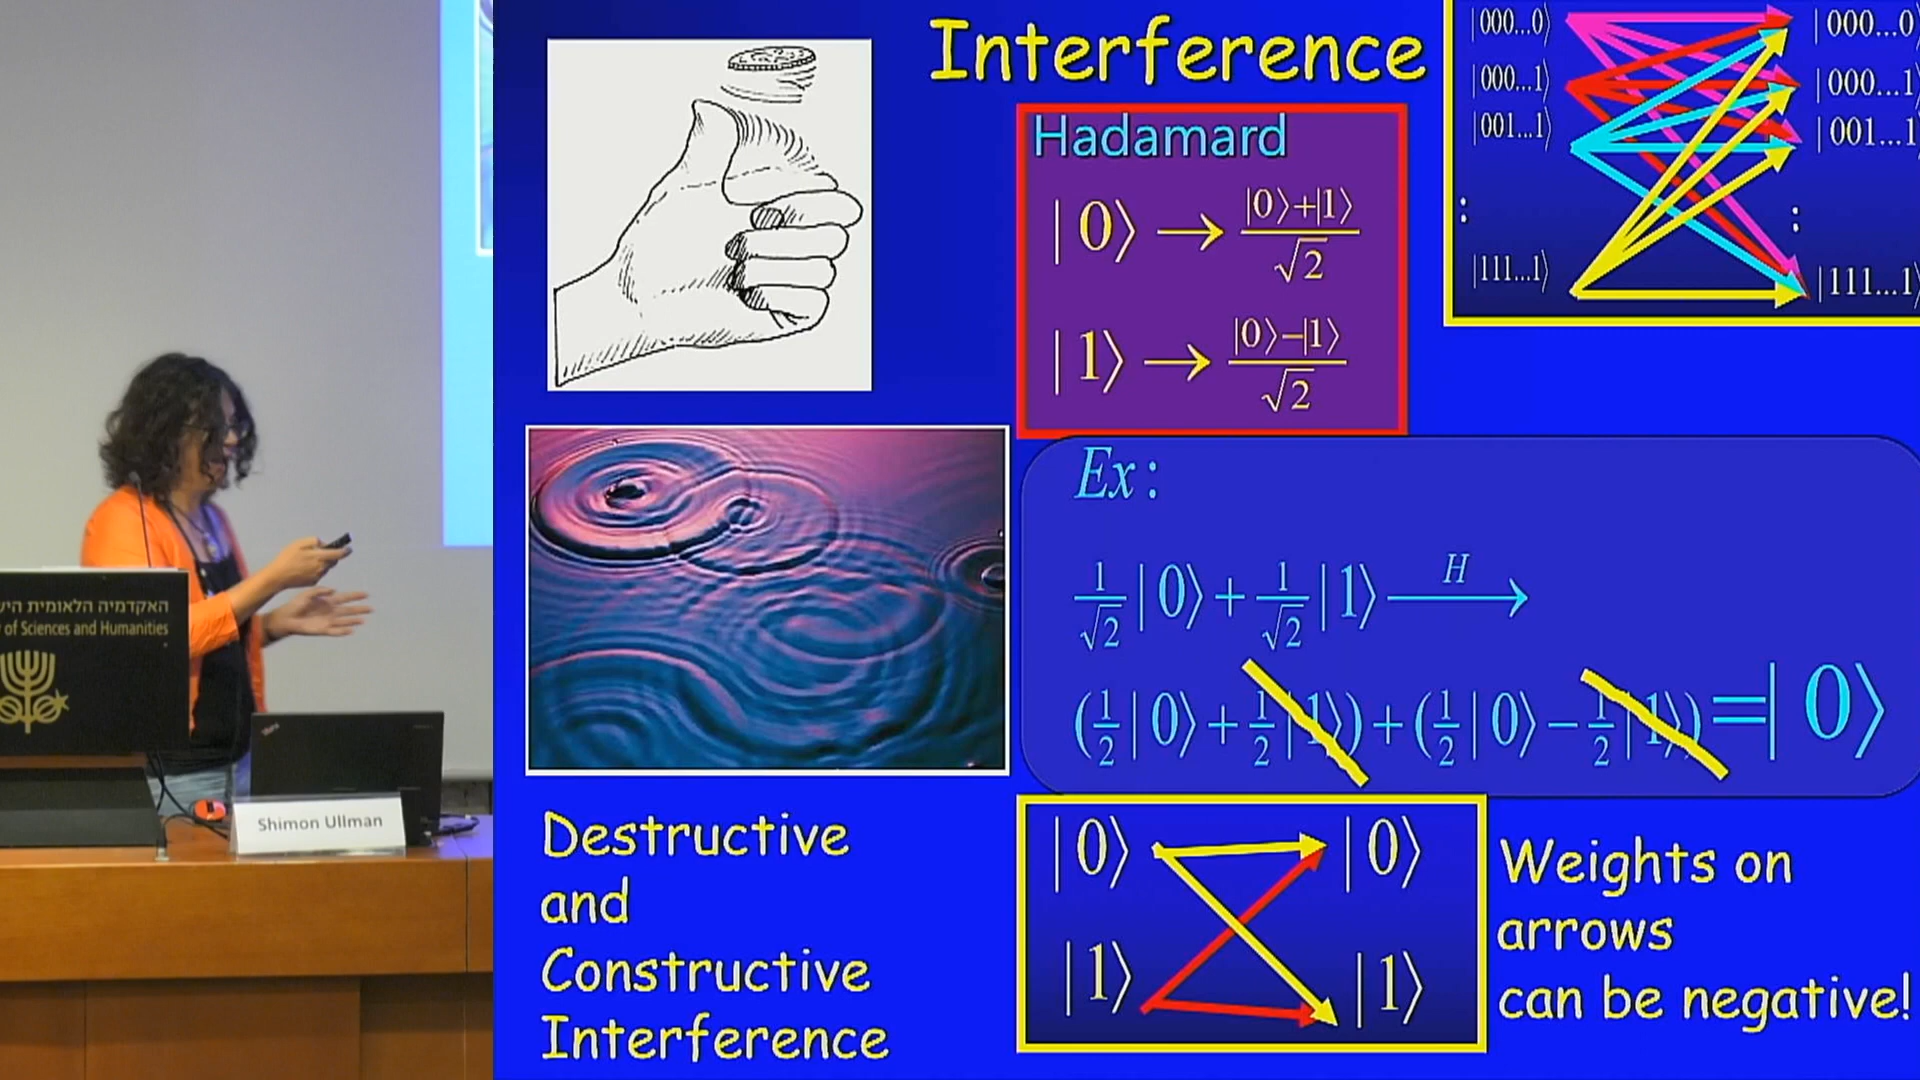 האקדמיה הלאומית
of Sciences and Humanities
Shimon Ullman
Interference
Hadamard
|0⟩ → (|0⟩+|1⟩)/√2
|1⟩ → (|0⟩−|1⟩)/√2
|000...0⟩ |000...0⟩
|000...1⟩ |000...1⟩
|001...1⟩ |001...1⟩
: :
|111...1⟩ |111...1⟩
Ex:
1/√2|0⟩+1/√2|1⟩ H→
(1/2|0⟩+1/2|1⟩)+(1/2|0⟩−1/2|1⟩)=|0⟩
Destructive
and
Constructive
Interference
|0⟩ |0⟩
|1⟩ |1⟩
Weights on
arrows
can be negative!